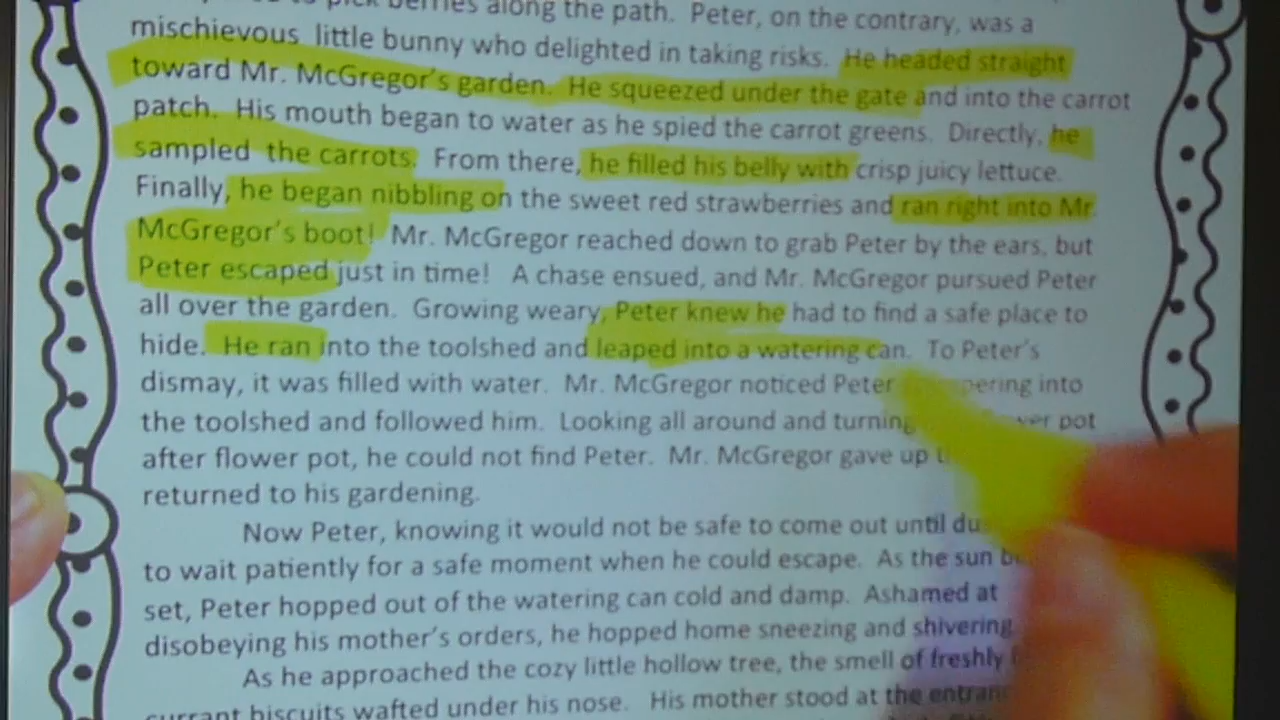 pick berries along the path. Peter, on the contrary, was a
mischievous little bunny who delighted in taking risks. He headed straight
toward Mr. McGregor's garden. He squeezed under the gate and into the carrot
patch. His mouth began to water as he spied the carrot greens. Directly, he
sampled the carrots. From there, he filled his belly with crisp juicy lettuce.
Finally, he began nibbling on the sweet red strawberries and ran right into Mr.
McGregor's boot! Mr. McGregor reached down to grab Peter by the ears, but
Peter escaped just in time! A chase ensued, and Mr. McGregor pursued Peter
all over the garden. Growing weary, Peter knew he had to find a safe place to
hide. He ran into the toolshed and leaped into a watering can. To Peter's
dismay, it was filled with water. Mr. McGregor noticed Peter into
the toolshed and followed him. Looking all around and turning pot
after flower pot, he could not find Peter. Mr. McGregor gave up
returned to his gardening.
Now Peter, knowing it would not be safe to come out until
to wait patiently for a safe moment when he could escape. As the sun
set, Peter hopped out of the watering can cold and damp. Ashamed at
disobeying his mother's orders, he hopped home sneezing and shivering.
As he approached the cozy little hollow tree, the smell of freshly
currant biscuits wafted under his nose. His mother stood at the